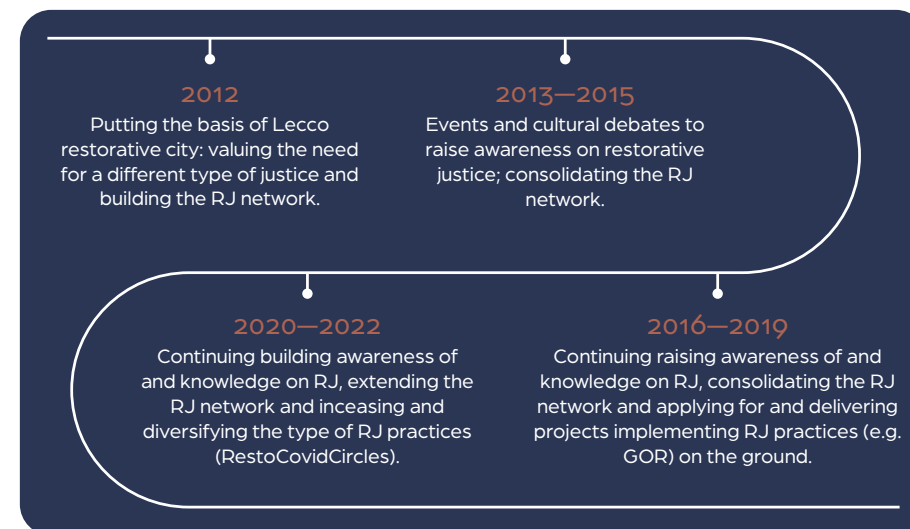 2012
Putting the basis of Lecco
restorative city: valuing the need
for a different type of justice and
building the RJ network.
2013—2015
Events and cultural debates to
raise awareness on restorative
justice; consolidating the RJ
network.
2016—2019
Continuing raising awareness of and
knowledge on RJ, consolidating the RJ
network and applying for and delivering
projects implementing RJ practices (e.g.
GOR) on the ground.
2020—2022
Continuing building awareness of
and knowledge on RJ, extending the
RJ network and inceasing and
diversifying the type of RJ practices
(RestoCovidCircles).